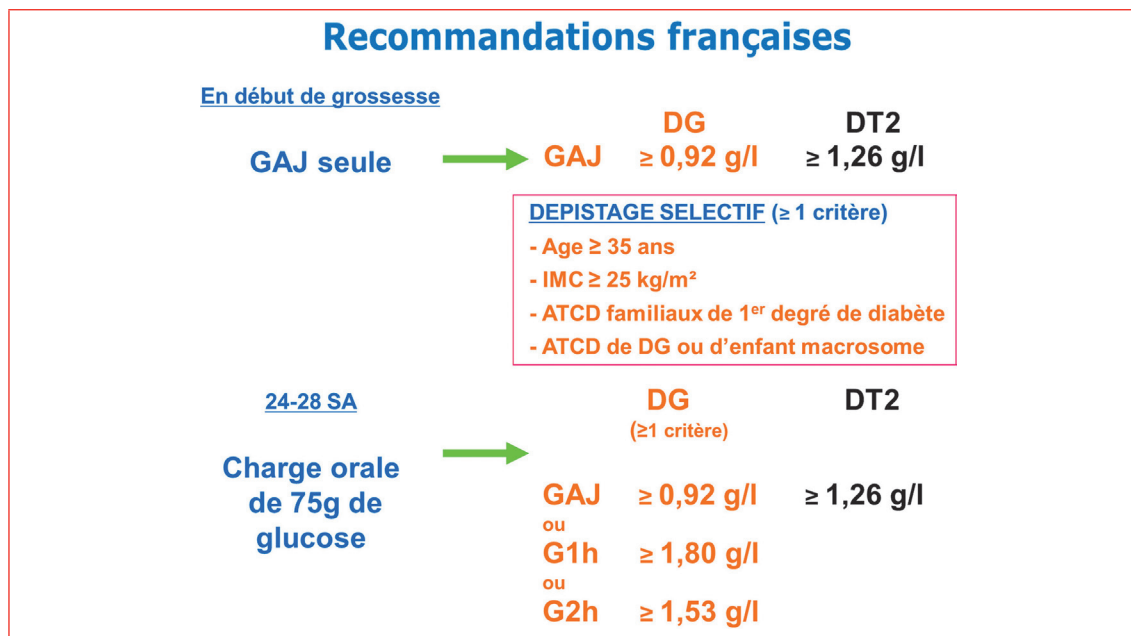 Recommandations françaises
En début de grossesse
DG DT2
GAJ seule GAJ ≥ 0,92 g/l ≥ 1,26 g/l
DEPISTAGE SELECTIF (≥ 1 critère)
- Age ≥ 35 ans
- IMC ≥ 25 kg/m²
- ATCD familiaux de 1er degré de diabète
- ATCD de DG ou d’enfant macrosome
24-28 SA DG DT2
(≥1 critère)
Charge orale
de 75g de
glucose
GAJ ≥ 0,92 g/l ≥ 1,26 g/l
ou
G1h ≥ 1,80 g/l
ou
G2h ≥ 1,53 g/l